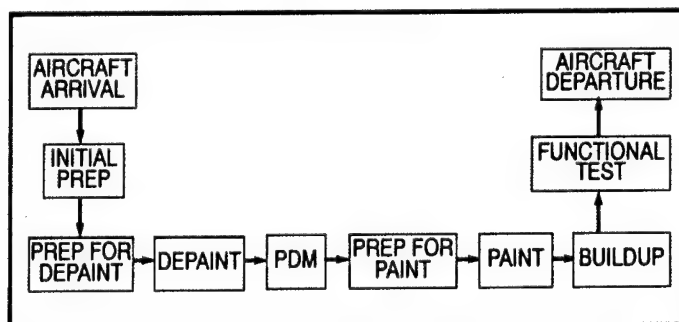 AIRCRAFT
ARRIVAL
INITIAL
PREP
PREP FOR
DEPAINT
DEPAINT
PDM
PREP FOR
PAINT
PAINT
BUILDUP
FUNCTIONAL
TEST
AIRCRAFT
DEPARTURE